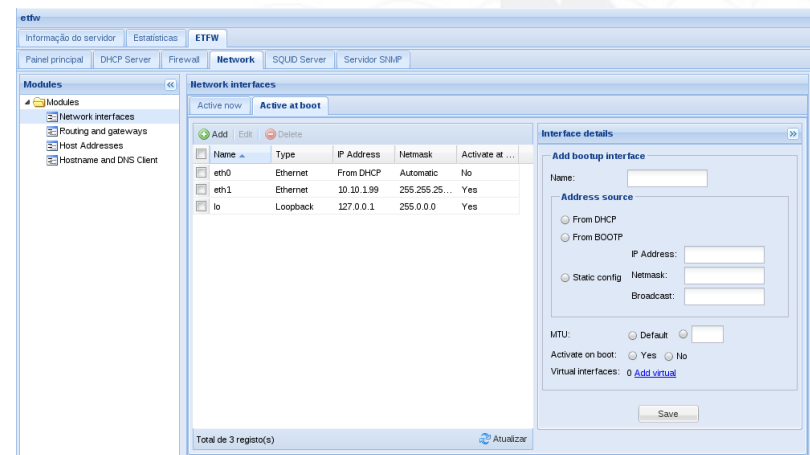 etfw
Informação do servidor Estatísticas ETFW
Painel principal DHCP Server Firewall Network SQUID Server Servidor SNMP
Modules
Modules
Network interfaces
Routing and gateways
Host Addresses
Hostname and DNS Client
Network interfaces
Active now Active at boot
Add Edit Delete
Name Type IP Address Netmask Activate at ...
eth0 Ethernet From DHCP Automatic No
eth1 Ethernet 10.10.1.99 255.255.25... Yes
lo Loopback 127.0.0.1 255.0.0.0 Yes
Total de 3 registo(s) Atualizar
Interface details
Add bootup interface
Name:
Address source
From DHCP
From BOOTP
Static config
IP Address:
Netmask:
Broadcast:
MTU: Default
Activate on boot: Yes No
Virtual interfaces: 0 Add virtual
Save